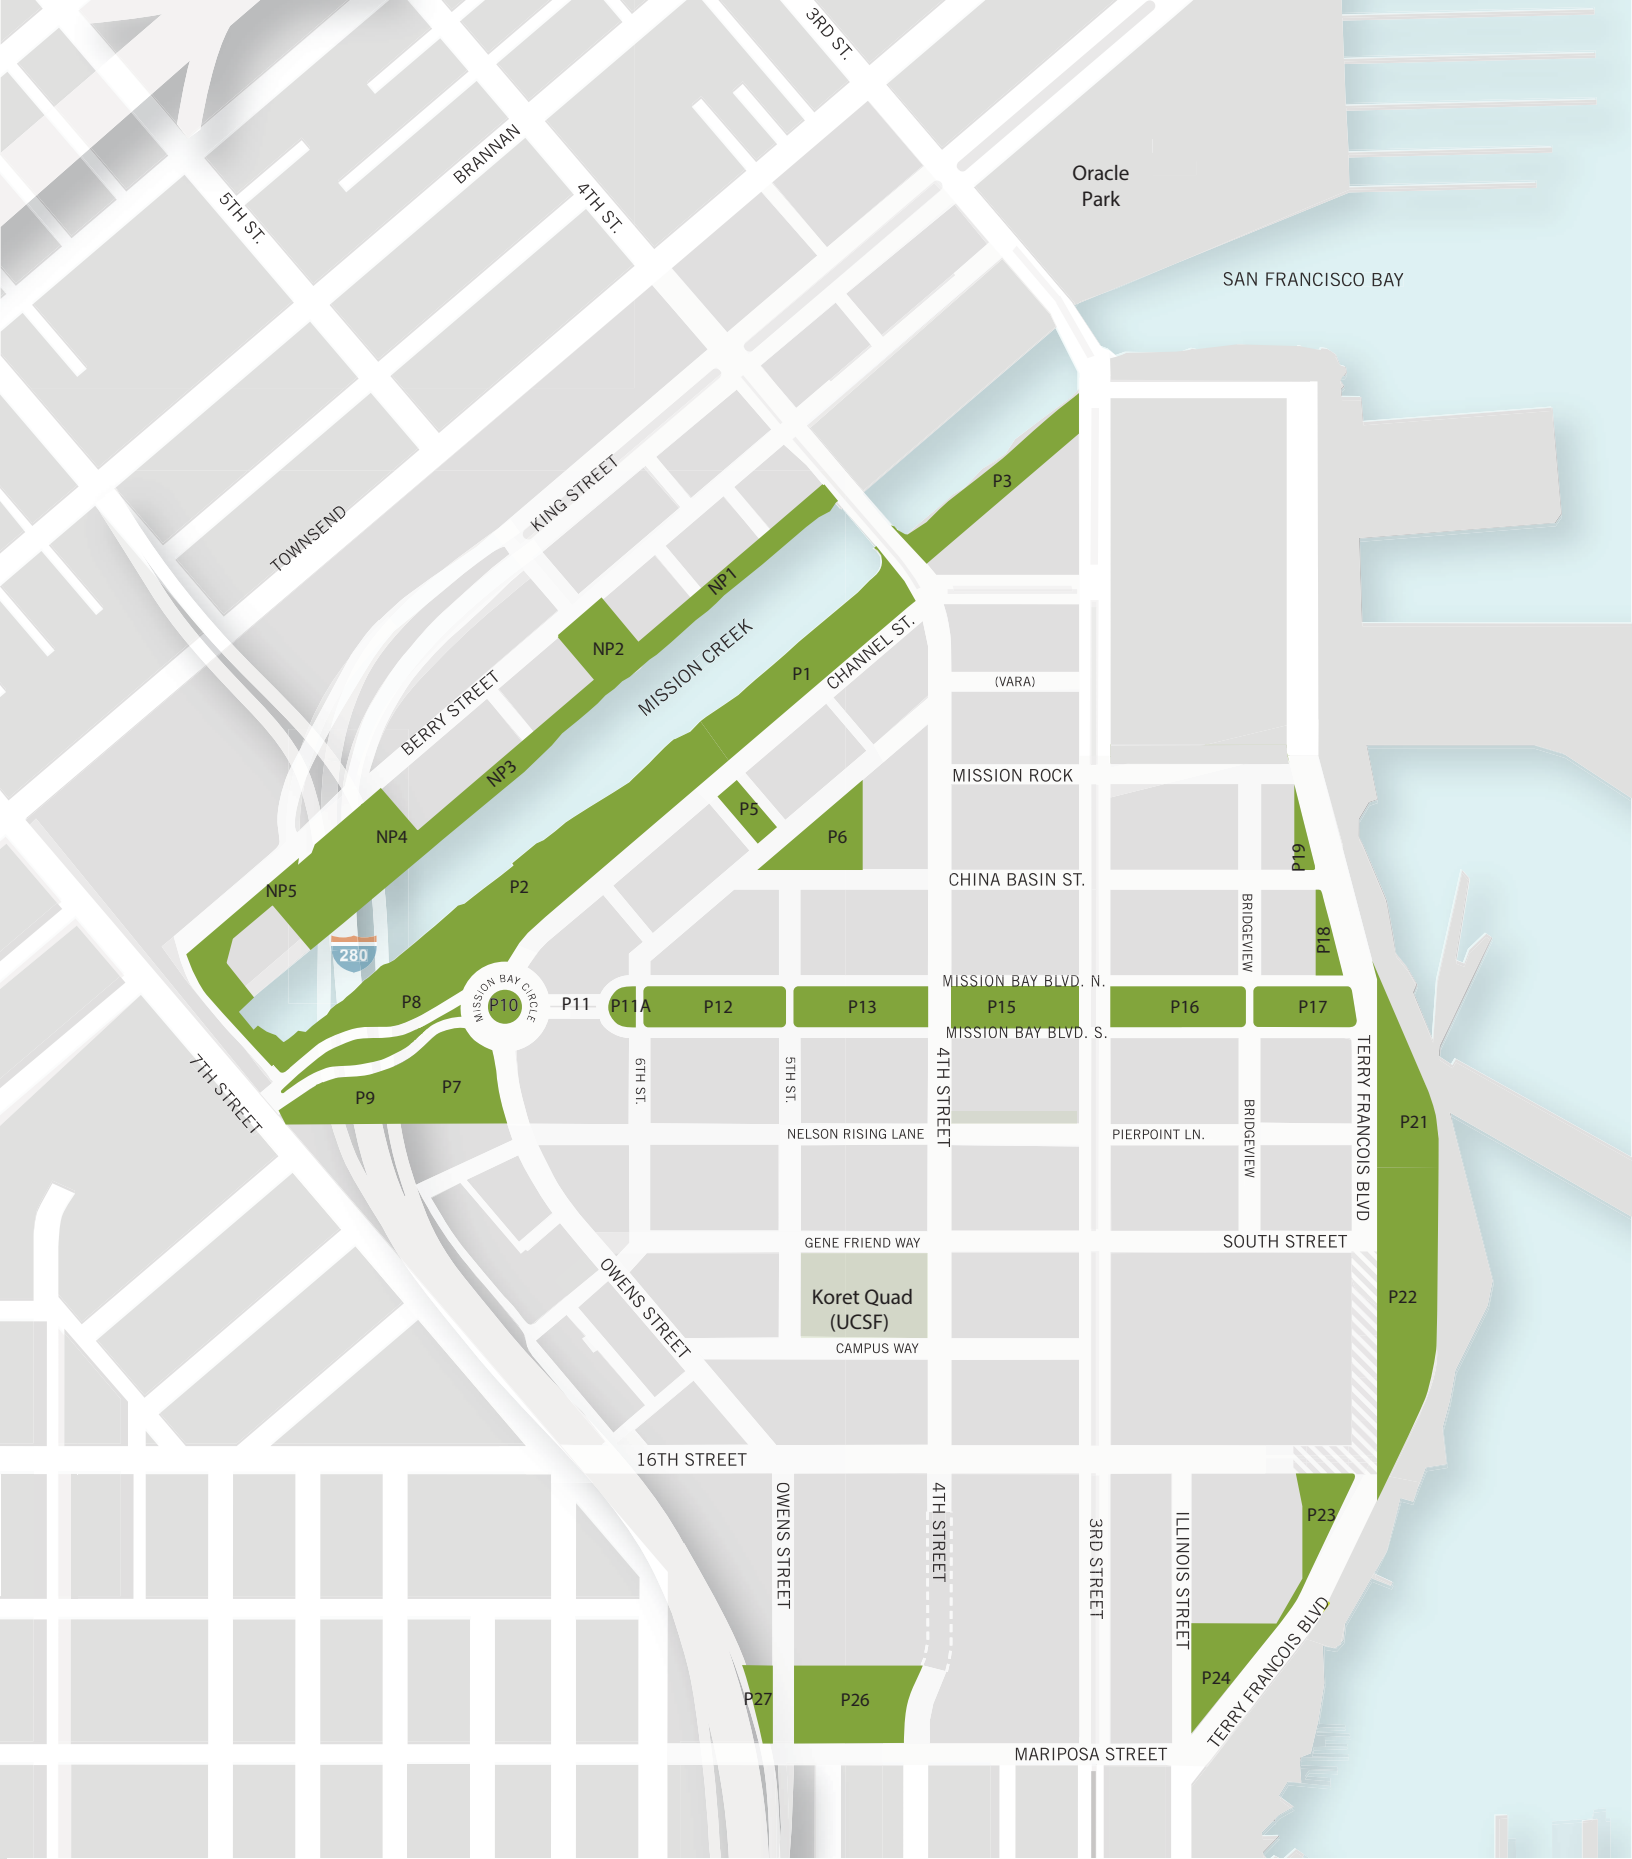 3RD ST.
BRANNAN
5TH ST.
4TH ST.
Oracle
Park
SAN FRANCISCO BAY
KING STREET
TOWNSEND
P3
NP1
NP2
MISSION CREEK
CHANNEL ST.
P1
(VARA)
BERRY STREET
NP3
MISSION ROCK
P5
P6
NP4
P19
CHINA BASIN ST.
NP5
P2
BRIDGEVIEW
P18
280
MISSION BAY BLVD. N.
MISSION BAY CIRCLE
P8
P10
P11
P11A
P12
P13
P15
P16
P17
MISSION BAY BLVD. S.
7TH STREET
P9
P7
6TH ST.
5TH ST.
4TH STREET
TERRY FRANCOIS BLVD
P21
NELSON RISING LANE
PIERPOINT LN.
BRIDGEVIEW
GENE FRIEND WAY
SOUTH STREET
OWENS STREET
Koret Quad
(UCSF)
P22
CAMPUS WAY
16TH STREET
OWENS STREET
4TH STREET
3RD STREET
ILLINOIS STREET
P23
TERRY FRANCOIS BLVD
P24
P27
P26
MARIPOSA STREET